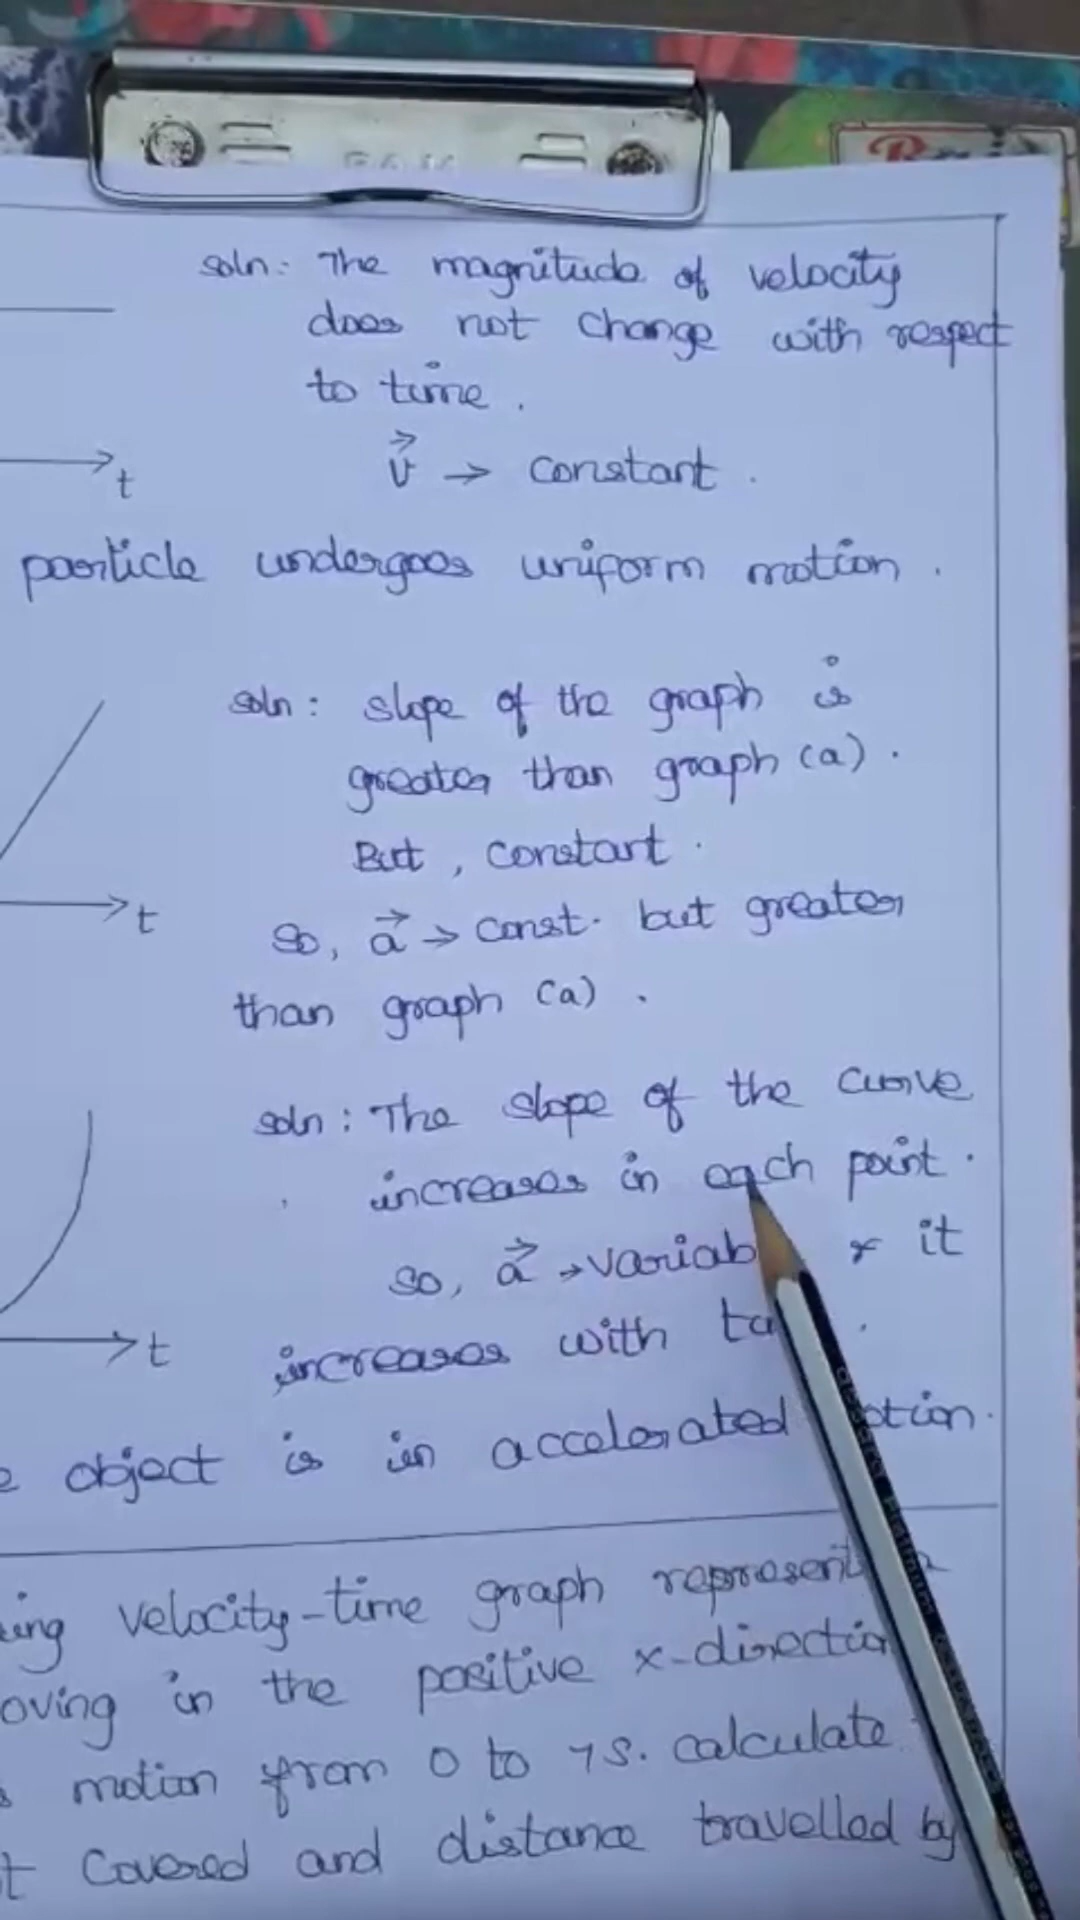 soln: The magnitude of velocity
does not change with respect
to time.
v → constant.
t
particle undergoes uniform motion.
soln: slope of the graph is
greater than graph (a).
But, constant.
t
so, a → const. but greater
than graph (a).
soln: The slope of the curve
increases in each point.
so, a → variab & it
t
increases with
object is in accelerated otion.
velocity-time graph represent
oving in the positive x-direction
motion from 0 to 7s. calculate
t covered and distance travelled by